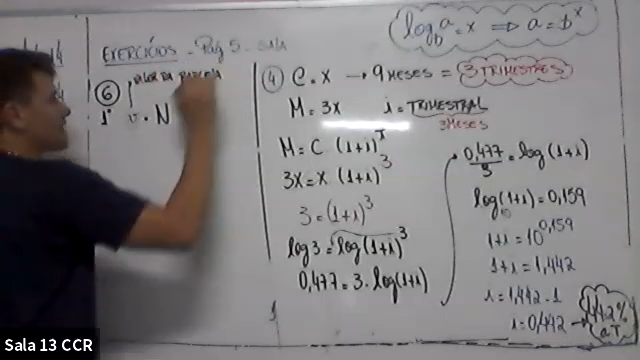 EXERCÍCIOS - Pág 5 - SALA
log_b a = x ⇒ a = b^x
6
VALOR DA PARCELA
1º v · N
4 C = X → 9 MESES = 3 TRIMESTRES
M = 3X i = TRIMESTRAL
3 MESES
M = C (1+i)^T
3X = X (1+i)^3
3 = (1+i)^3
log 3 = log (1+i)^3
0,477 = 3 · log (1+i)
0,477/3 = log (1+i)
log (1+i) = 0,159
1+i = 10^0,159
1+i = 1,442
i = 1,442 - 1
i = 0,442 → 44,2%
a.T
Sala 13 CCR